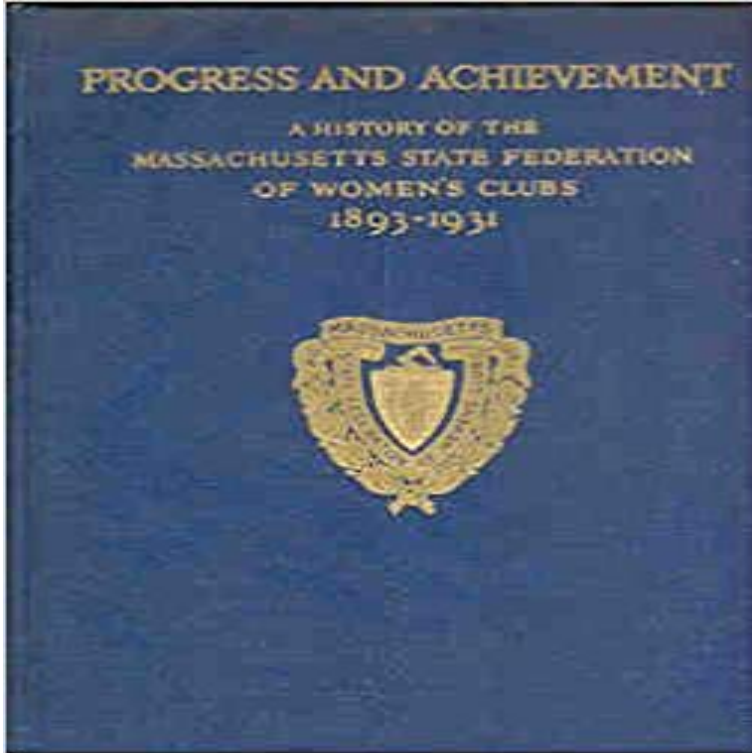 PROGRESS AND ACHIEVEMENT
A HISTORY OF THE
MASSACHUSETTS STATE FEDERATION
OF WOMEN'S CLUBS
1893-1931
MASSACHUSETTS